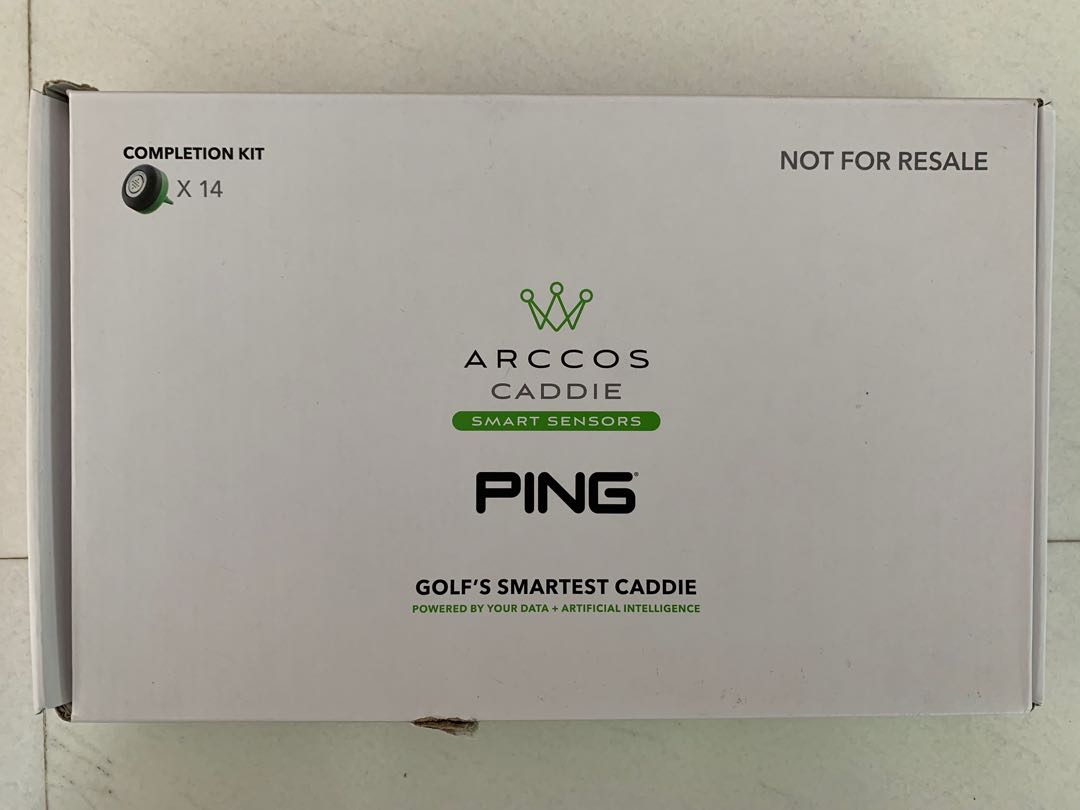 COMPLETION KIT
X 14
NOT FOR RESALE
ARCCOS
CADDIE
SMART SENSORS
PING®
GOLF'S SMARTEST CADDIE
POWERED BY YOUR DATA + ARTIFICIAL INTELLIGENCE